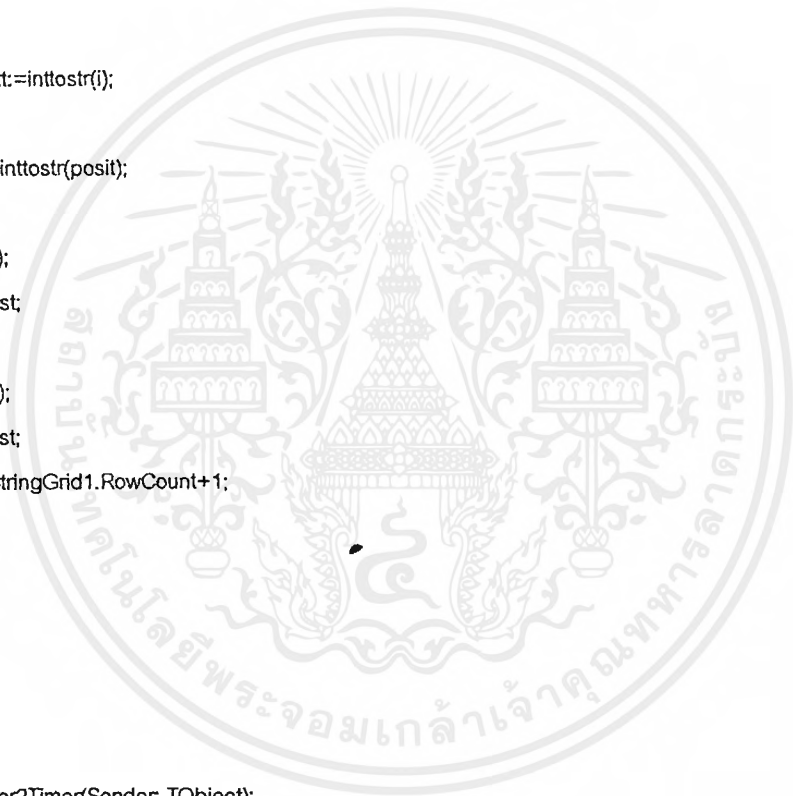 t:=inttostr(i);
inttostr(posit);
);
st;
);
st;
tringGrid1.RowCount+1;
สถาบันเทคโนโลยีพระจอมเกล้าเจ้าคุณทหารลาดกระบัง
er2Timer(Sender: TObject);